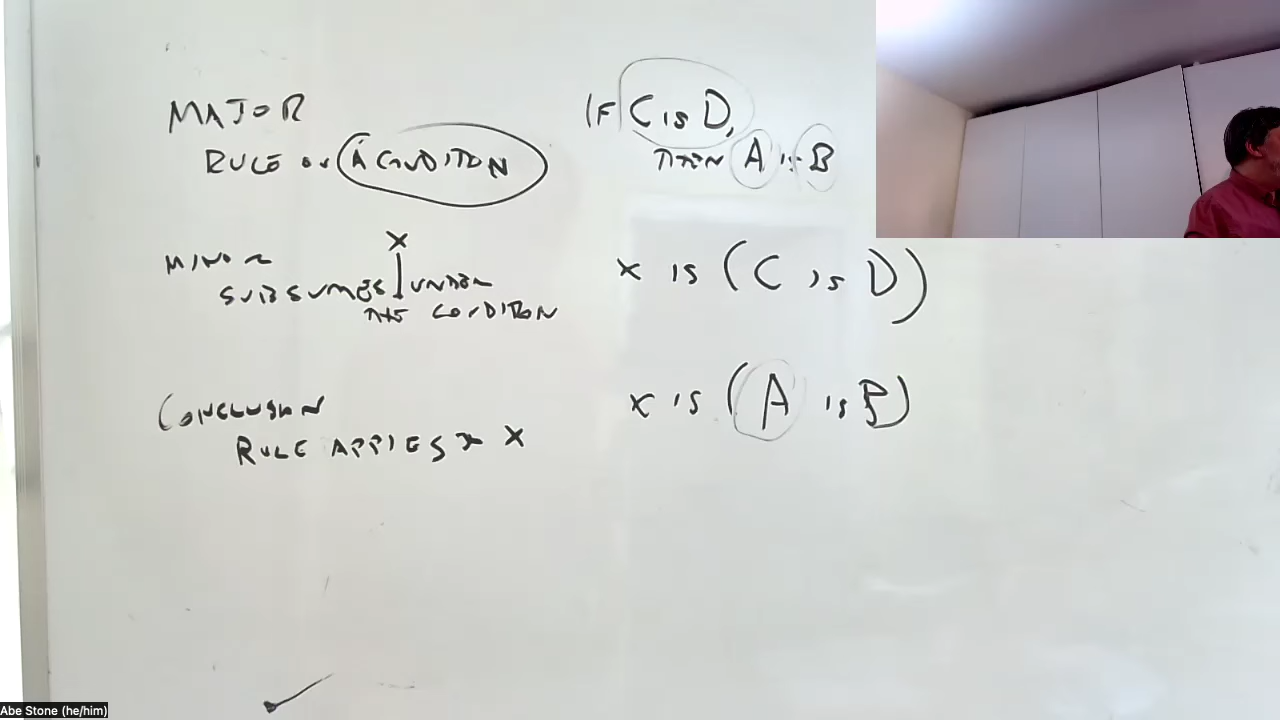 MAJOR
RULE ON A CONDITION
IF C is D,
THEN A is B
MINOR
X
SUBSUMES UNDER
THE CONDITION
X IS (C is D)
CONCLUSION
RULE APPLIES TO X
X IS (A is B)
Abe Stone (he/him)